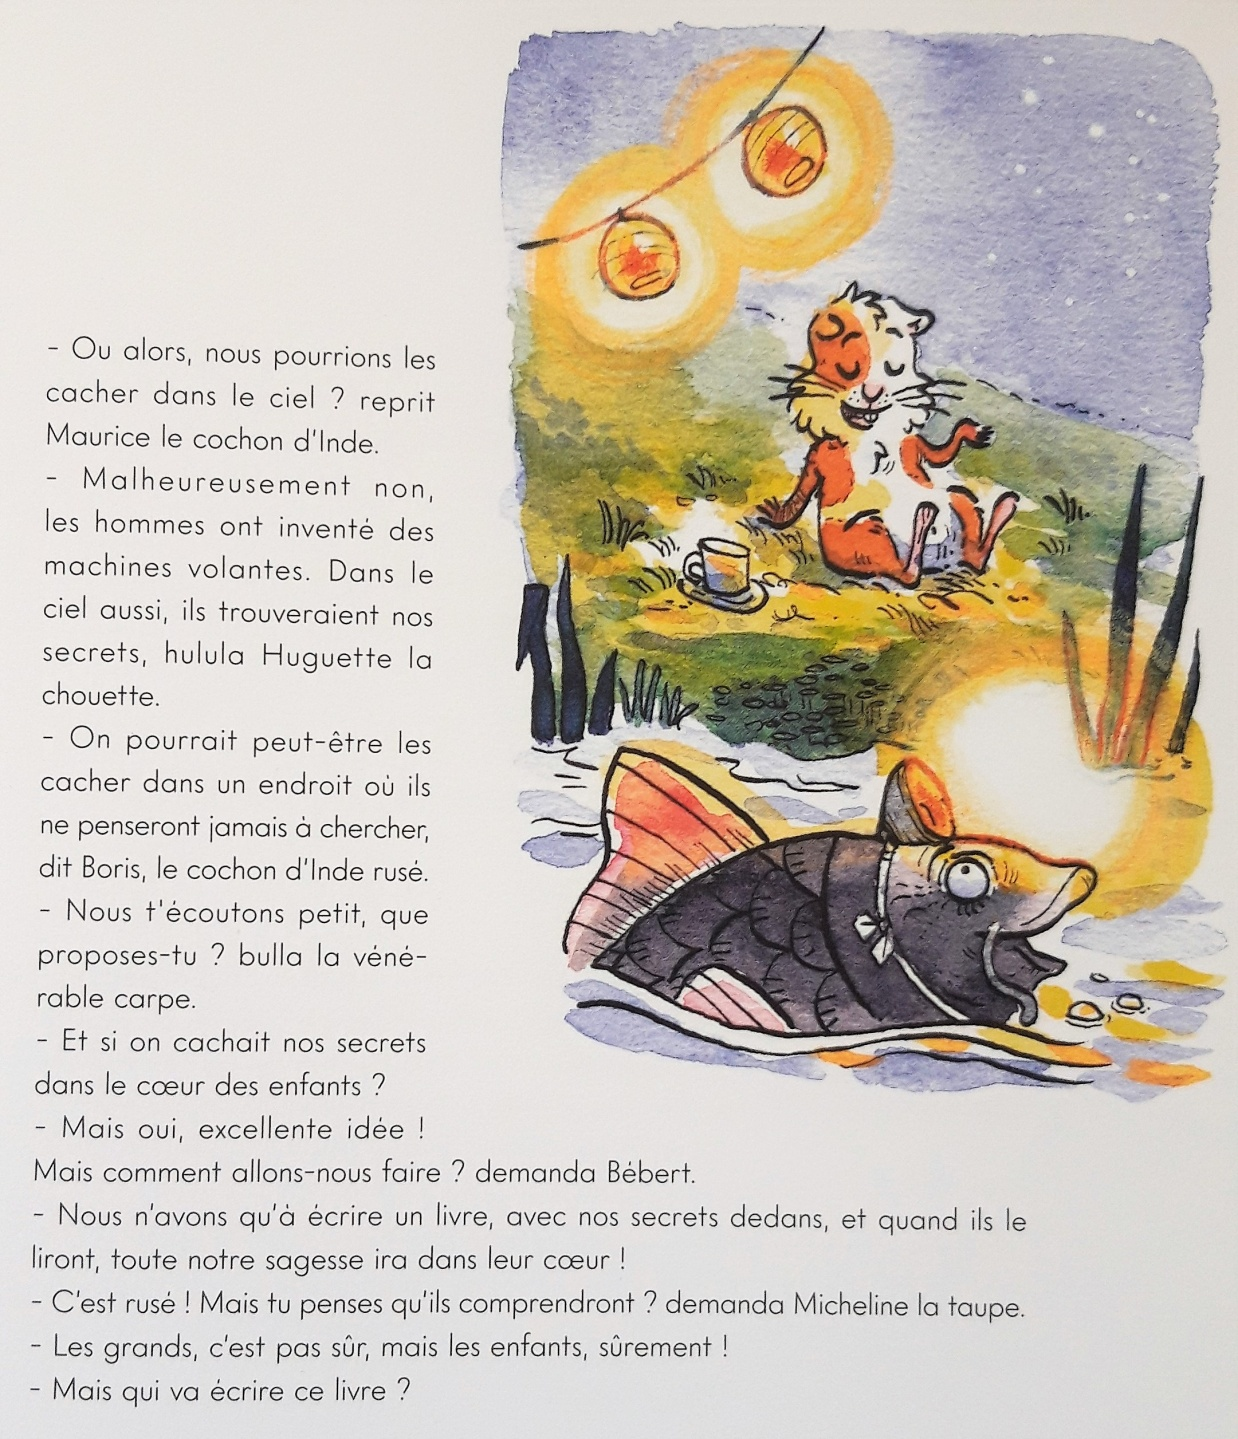 - Ou alors, nous pourrions les
cacher dans le ciel ? reprit
Maurice le cochon d'Inde.
- Malheureusement non,
les hommes ont inventé des
machines volantes. Dans le
ciel aussi, ils trouveraient nos
secrets, hulula Huguette la
chouette.
- On pourrait peut-être les
cacher dans un endroit où ils
ne penseront jamais à chercher,
dit Boris, le cochon d'Inde rusé.
- Nous t'écoutons petit, que
proposes-tu ? bulla la véné-
rable carpe.
- Et si on cachait nos secrets
dans le cœur des enfants ?
- Mais oui, excellente idée !
Mais comment allons-nous faire ? demanda Bébert.
- Nous n'avons qu'à écrire un livre, avec nos secrets dedans, et quand ils le
liront, toute notre sagesse ira dans leur cœur !
- C'est rusé ! Mais tu penses qu'ils comprendront ? demanda Micheline la taupe.
- Les grands, c'est pas sûr, mais les enfants, sûrement !
- Mais qui va écrire ce livre ?